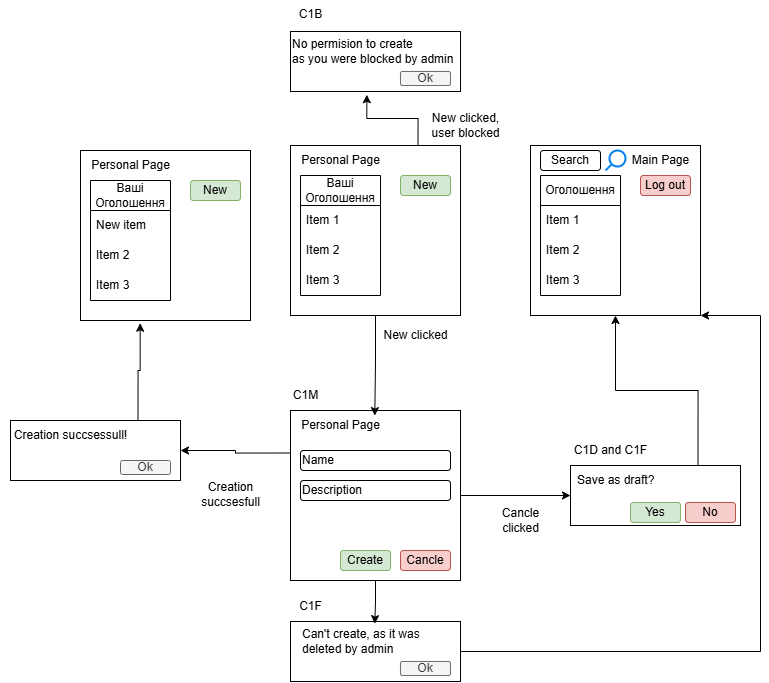 C1B
No permision to create
as you were blocked by admin
Ok
New clicked,
user blocked
Personal Page
Ваші
Оголошення
New
New item
Item 2
Item 3
Personal Page
Ваші
Оголошення
New
Item 1
Item 2
Item 3
Search
Main Page
Оголошення
Log out
Item 1
Item 2
Item 3
New clicked
C1M
Personal Page
Name
Description
Create
Cancle
Creation succsessull!
Ok
Creation
succsesfull
C1D and C1F
Save as draft?
Yes
No
Cancle
clicked
C1F
Can't create, as it was
deleted by admin
Ok